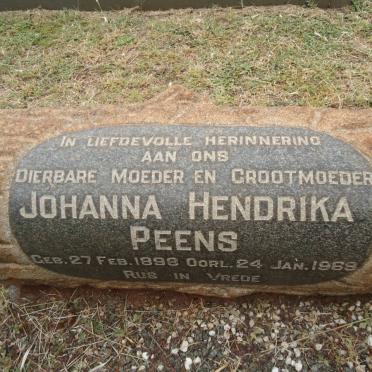 In liefdevolle herinnering
aan ons
Dierbare Moeder en Grootmoeder
Johanna Hendrika
Peens
Geb. 27 Feb. 1896 Oorl. 24 Jan. 1969
Rus in Vrede